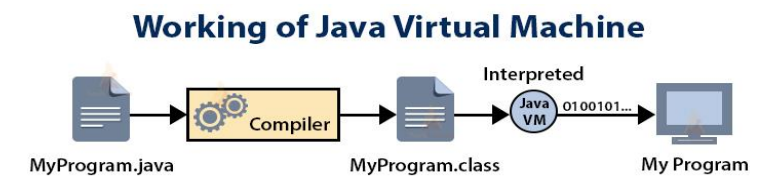 Working of Java Virtual Machine
Interpreted
Compiler
Java
VM
0100101...
MyProgram.java
MyProgram.class
My Program